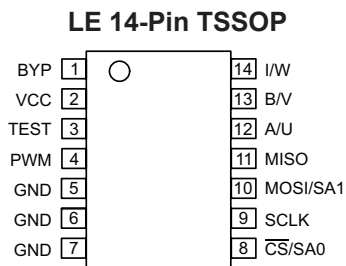 LE 14-Pin TSSOP
BYP 1 14 I/W
VCC 2 13 B/V
TEST 3 12 A/U
PWM 4 11 MISO
GND 5 10 MOSI/SA1
GND 6 9 SCLK
GND 7 8 C̅S̅/SA0